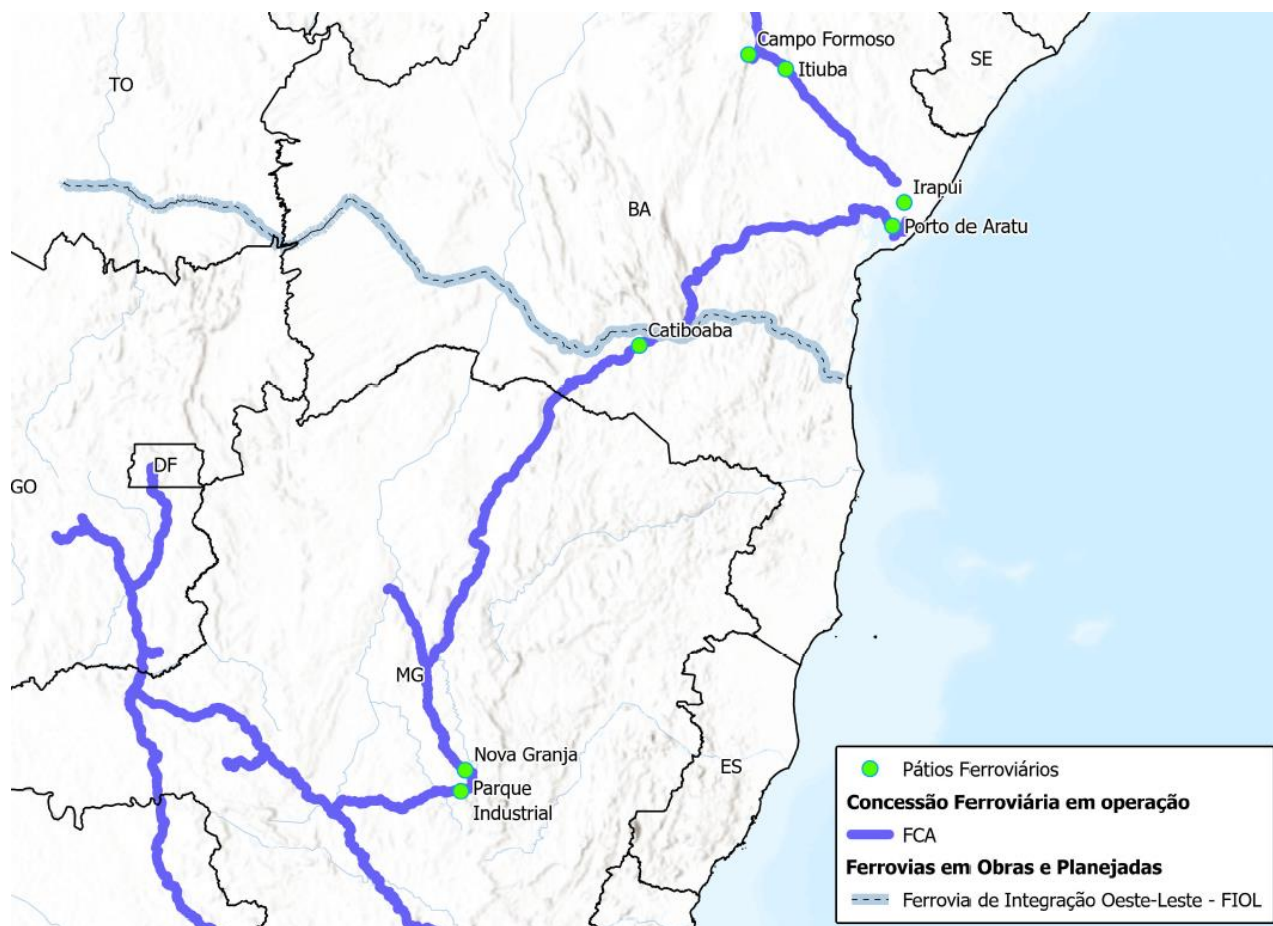 Campo Formoso
Itiuba
SE
TO
Irapui
BA
Porto de Aratu
Catiboaba
DF
GO
MG
Nova Granja
Parque
Industrial
ES
Pátios Ferroviários
Concessão Ferroviária em operação
FCA
Ferrovias em Obras e Planejadas
Ferrovia de Integração Oeste-Leste - FIOL